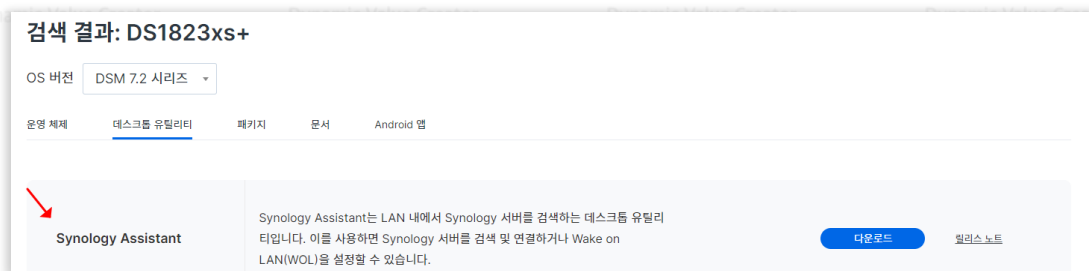 검색 결과: DS1823xs+
OS 버전 DSM 7.2 시리즈
운영 체제 데스크톱 유틸리티 패키지 문서 Android 앱
Synology Assistant
Synology Assistant는 LAN 내에서 Synology 서버를 검색하는 데스크톱 유틸리
티입니다. 이를 사용하면 Synology 서버를 검색 및 연결하거나 Wake on
LAN(WOL)을 설정할 수 있습니다.
다운로드 릴리스 노트